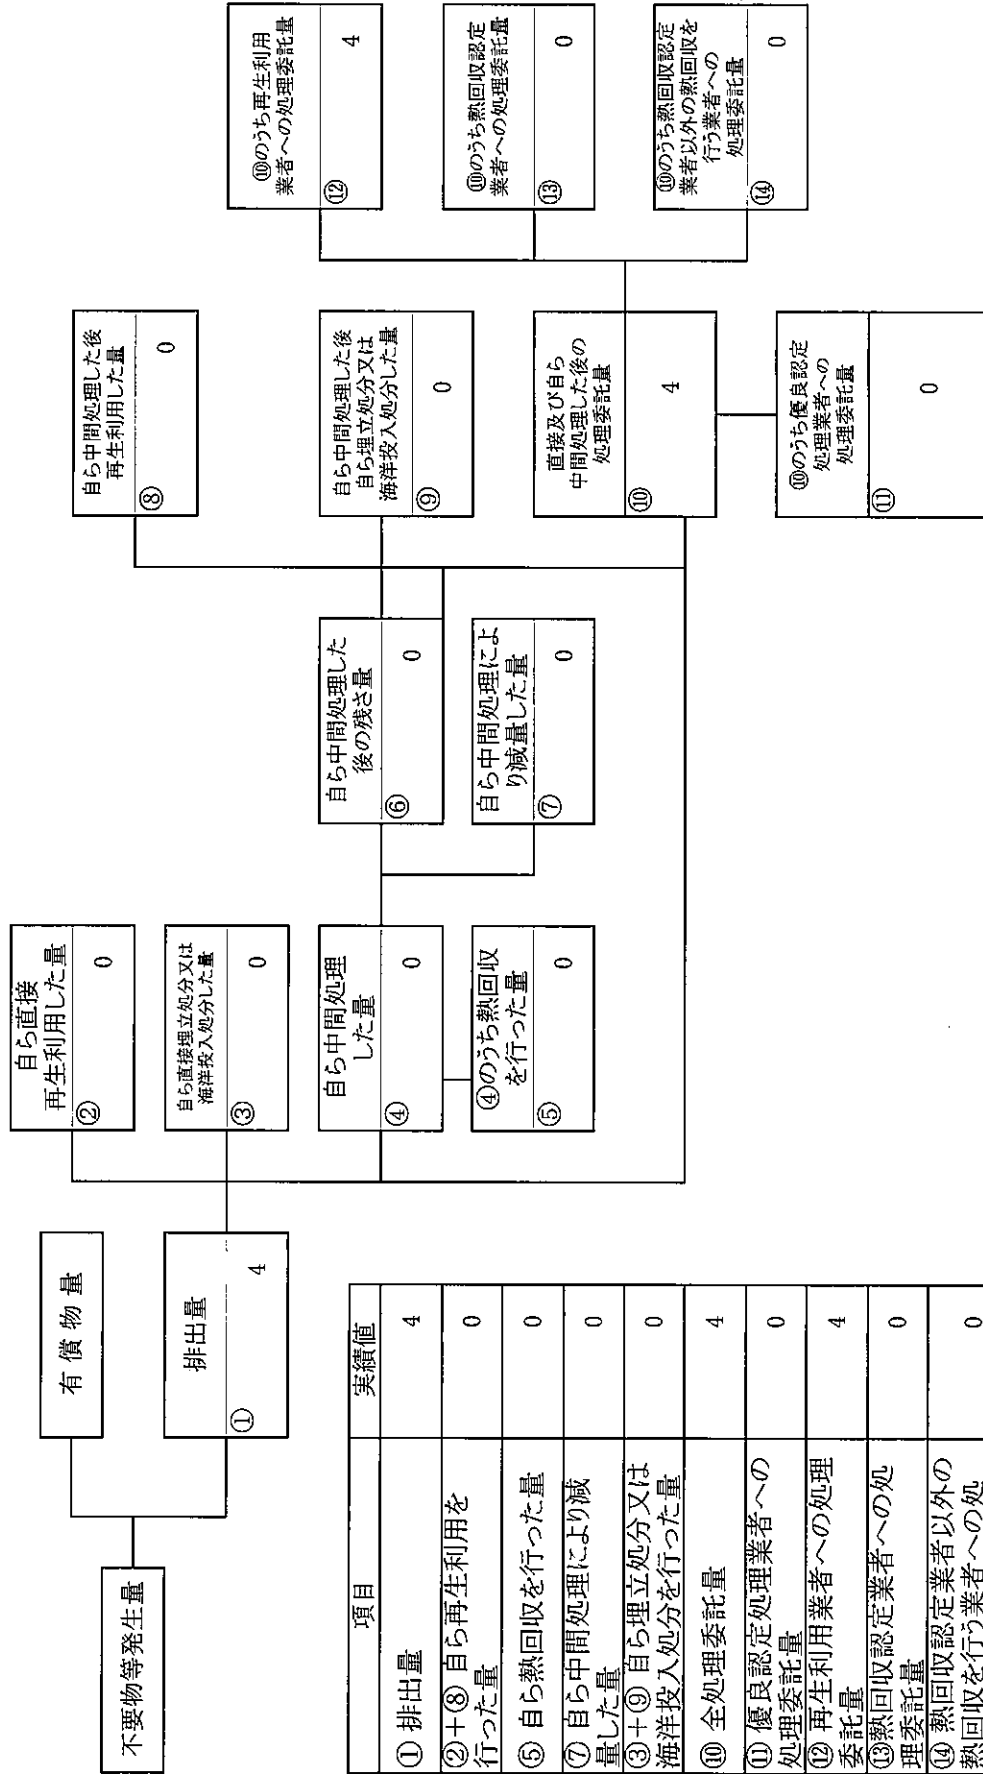 不要物等発生量
有償物量
排出量
①
4
自ら直接
再生利用した量
②
0
自ら直接埋立処分又は
海洋投入処分した量
③
0
自ら中間処理
した量
④
0
④のうち熱回収
を行った量
⑤
0
自ら中間処理した
後の残さ量
⑥
0
自ら中間処理によ
り減量した量
⑦
0
自ら中間処理した後
再生利用した量
⑧
0
自ら中間処理した後
自ら埋立処分又は
海洋投入処分した量
⑨
0
直接及び自ら
中間処理した後の
処理委託量
⑩
4
⑩のうち優良認定
処理業者への
処理委託量
⑪
0
⑩のうち再生利用
業者への処理委託量
⑫
4
⑩のうち熱回収認定
業者への処理委託量
⑬
0
⑩のうち熱回収認定
業者以外の熱回収を
行う業者への
処理委託量
⑭
0
項目 実績値
①排出量 4
②+⑧ 自ら再生利用を
行った量 0
⑤ 自ら熱回収を行った量 0
⑦ 自ら中間処理により減
量した量 0
③+⑨ 自ら埋立処分又は
海洋投入処分を行った量 0
⑩ 全処理委託量 4
⑪ 優良認定処理業者への
処理委託量 0
⑫ 再生利用業者への処理
委託量 4
⑬熱回収認定業者への処
理委託量 0
⑭ 熱回収認定業者以外の
熱回収を行う業者への処 0